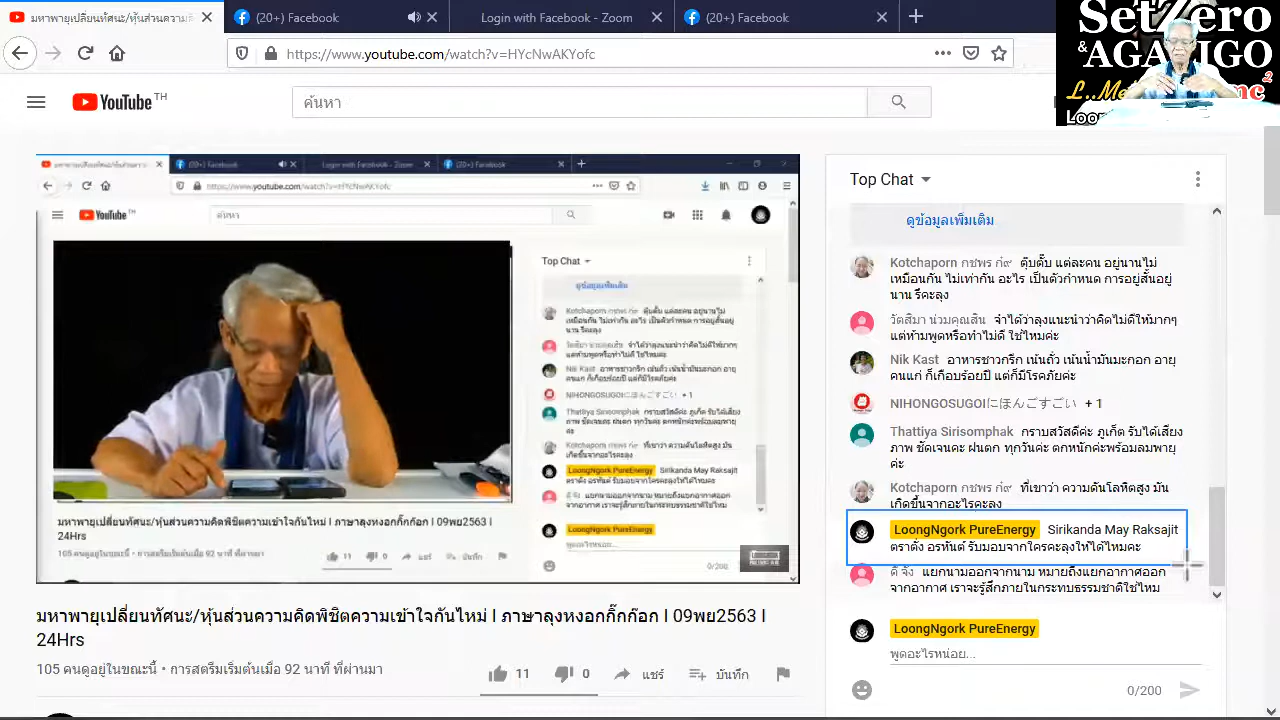 มหาพายุเปลี่ยนทัศนะ/หุ้นส่วนความคิ
(20+) Facebook
Login with Facebook - Zoom
(20+) Facebook
SetZero
& AGALIGO
https://www.youtube.com/watch?v=HYcNwAKYofc
YouTube TH
ค้นหา
Top Chat
ดูข้อมูลเพิ่มเติม
Kotchaporn กชพร ก่๙ ตุ๊บตั๊บ แต่ละคน อยู่นานไม่
เหมือนกัน ไม่เท่ากัน อะไร เป็นตัวกำหนด การอยู่สั้นอยู่
นาน รึคะลุง
วัตสีบา น่วมคุณสิน จำได้ว่าลุงแนะนำว่าคิดไม่ดีให้มากๆ
แต่ห้ามพูดหรือทำไม่ดี ใช่ไหมค่ะ
Nik Kast อาหารชาวกรีก เน้นถั่ว เน้นน้ำมันมะกอก อายุ
คนแก่ ก็เกือบร้อยปี แต่ก็มีโรคภัยค่ะ
NIHONGOSUGOIにほんごすごい + 1
Thattiya Sirisomphak กราบสวัสดีค่ะ ภูเก็ต รับได้เสียง
ภาพ ชัดเจนคะ ฝนตก ทุกวันคะ ตกหนักค่ะพร้อมลมพายุ
ค่ะ
Kotchaporn กชพร ก่๙ ที่เขาว่า ความดันโลหิตสูง มัน
เกิดขึ้นจากอะไรคะลุง
LoongNgork PureEnergy Sirikanda May Raksajit
ตราตั้ง อรหันต์ รับมอบจากใครคะลุงให้ได้ไหมคะ
ดี จัง แยกนามออกจากนาม หมายถึงแยกอากาศออก
จากอากาศ เราจะรู้สึกภายในกระทบธรรมชาติใช่ไหม
LoongNgork PureEnergy
พูดอะไรหน่อย...
0/200
มหาพายุเปลี่ยนทัศนะ/หุ้นส่วนความคิดพิชิตความเข้าใจกันไหม่ I ภาษาลุงหงอกกิ๊กก๊อก I 09พย2563 I
24Hrs
105 คนดูอยู่ในขณะนี้ • การสตรีมเริ่มต้นเมื่อ 92 นาที ที่ผ่านมา
11
0
แชร์
บันทึก